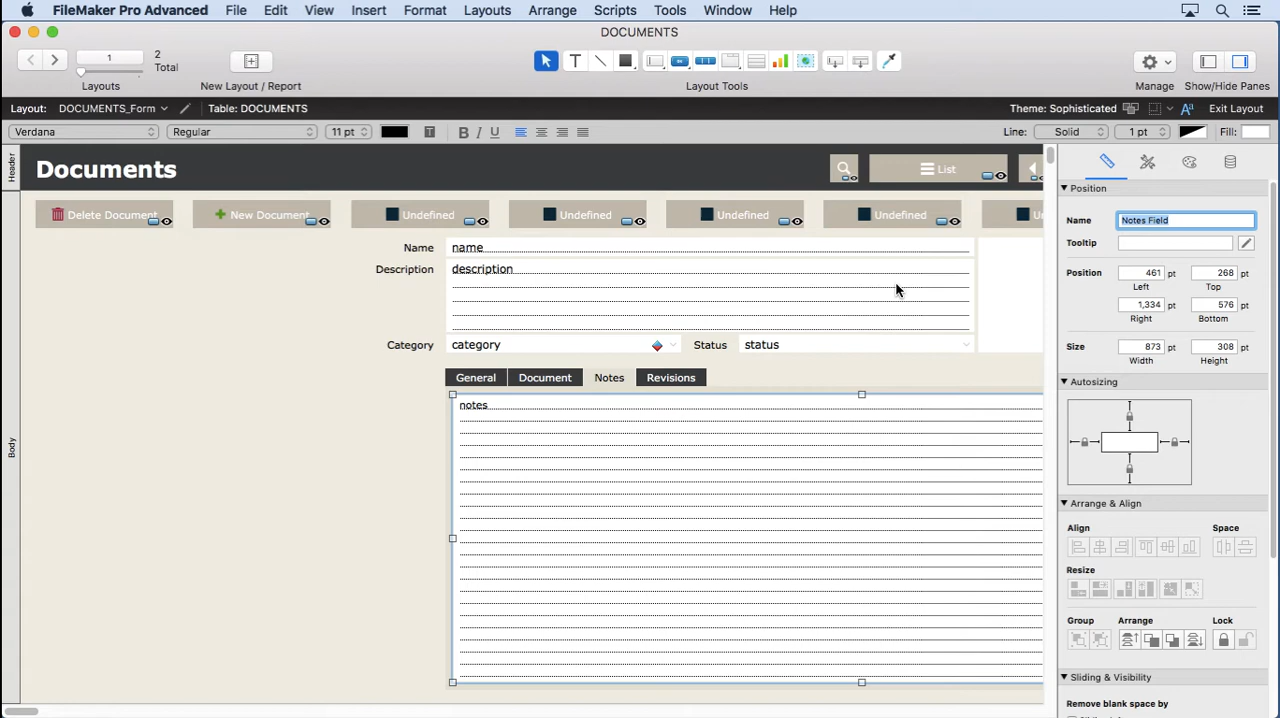 FileMaker Pro Advanced File Edit View Insert Format Layouts Arrange Scripts Tools Window Help
DOCUMENTS
1
2
Total
Layouts
New Layout / Report
Layout Tools
Manage
Show/Hide Panes
Layout: DOCUMENTS_Form Table: DOCUMENTS Theme: Sophisticated Exit Layout
Verdana Regular 11 pt B I U Line: Solid 1 pt Fill:
Header
Documents
List
Delete Document
New Document
Undefined
Undefined
Undefined
Undefined
Body
Name name
Description description
Category category Status status
General Document Notes Revisions
notes
Position
Name Notes Field
Tooltip
Position 461 pt 268 pt
Left Top
1,334 pt 576 pt
Right Bottom
Size 873 pt 308 pt
Width Height
Autosizing
Arrange & Align
Align Space
Resize
Group Arrange Lock
Sliding & Visibility
Remove blank space by